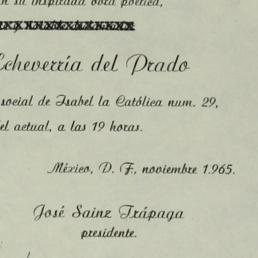 su inspirada obra poética,
Echeverría del Prado
social de Isabel la Católica num. 29,
el actual, a las 19 horas.
México, D. F., noviembre 1.965.
José Sainz Trápaga
presidente.